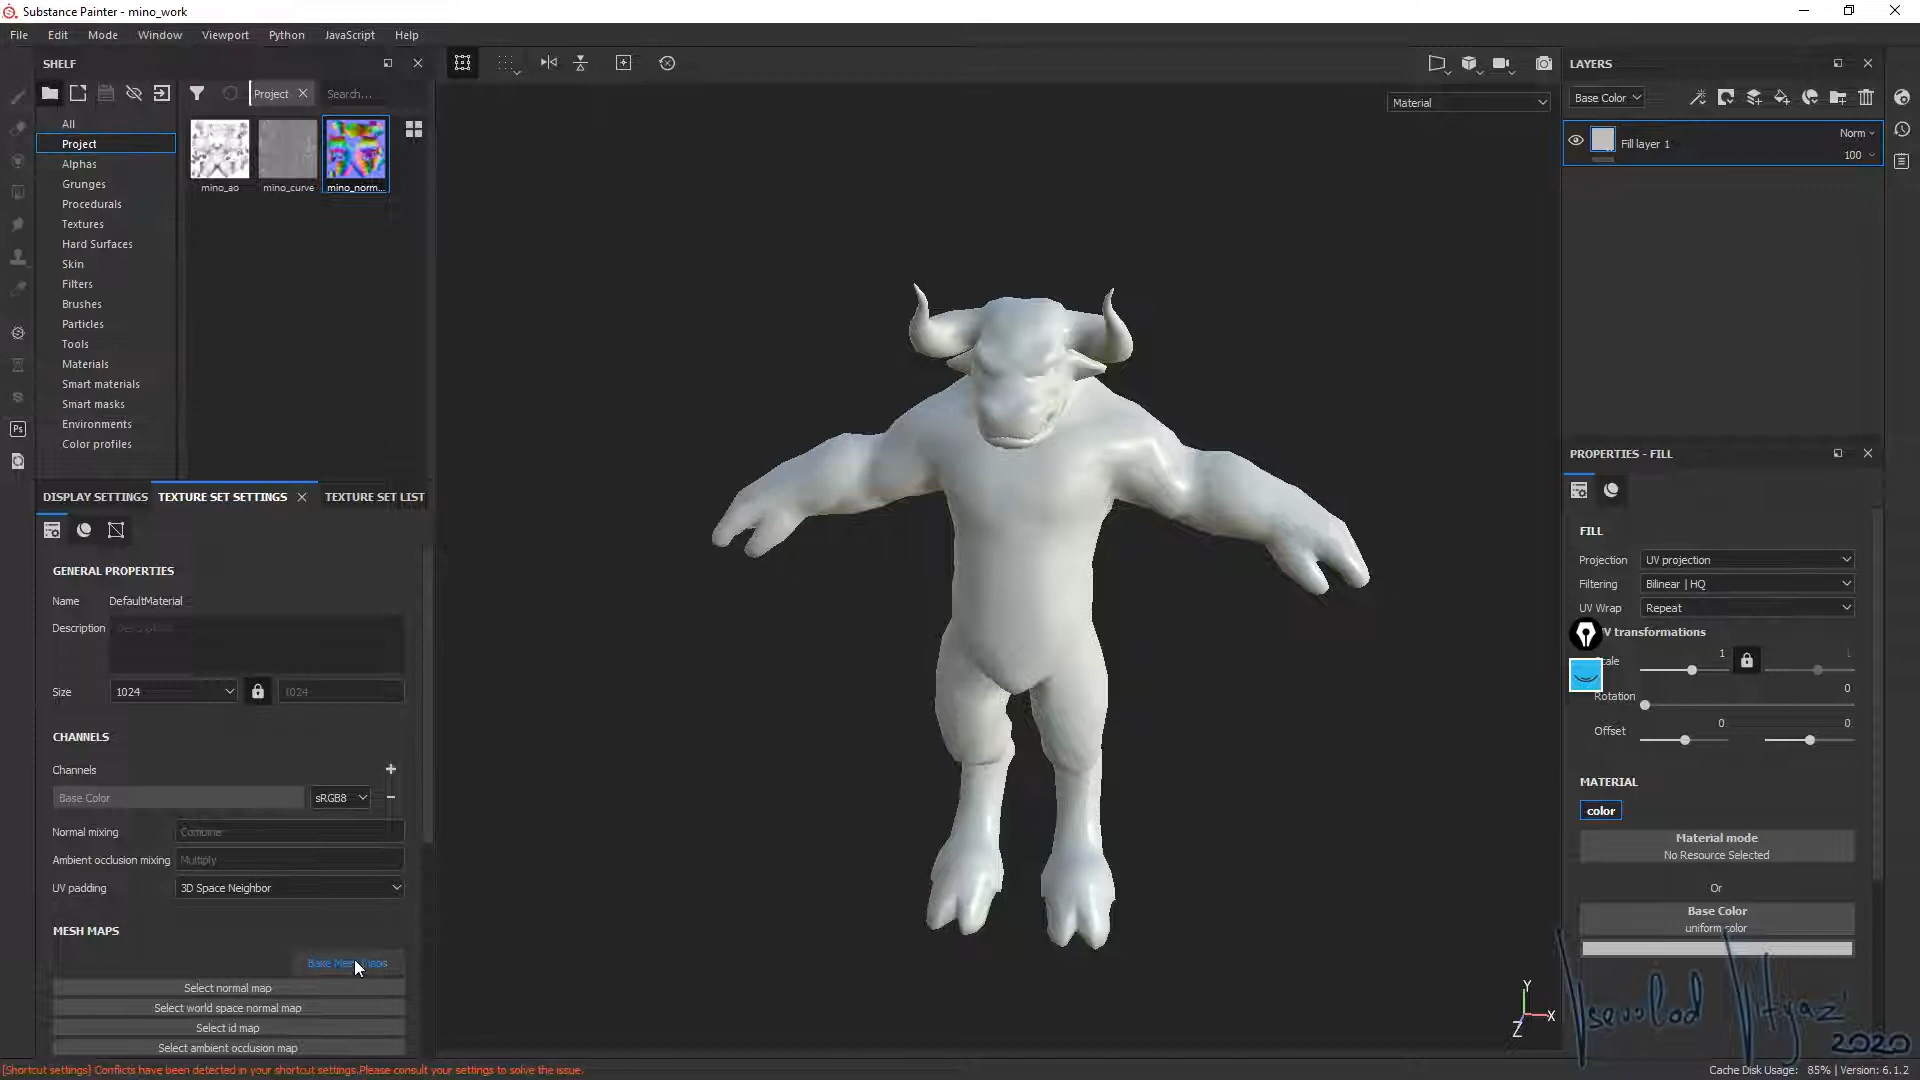 Substance Painter - mino_work
File Edit Mode Window Viewport Python JavaScript Help
SHELF
Project
Search...
All
Project
Alphas
Grunges
Procedurals
Textures
Hard Surfaces
Skin
Filters
Brushes
Particles
Tools
Materials
Smart materials
Smart masks
Environments
Color profiles
mino_ao
mino_curve
mino_norm...
Ps
DISPLAY SETTINGS
TEXTURE SET SETTINGS
TEXTURE SET LIST
GENERAL PROPERTIES
Name DefaultMaterial
Description Description
Size 1024 1024
CHANNELS
Channels
Base Color sRGB8
Normal mixing Combine
Ambient occlusion mixing Multiply
UV padding 3D Space Neighbor
MESH MAPS
Bake Mesh Maps
Select normal map
Select world space normal map
Select id map
Select ambient occlusion map
[Shortcut settings] Conflicts have been detected in your shortcut settings.Please consult your settings to solve the issue.
Material
Y
X
Z
LAYERS
Base Color
Fill layer 1
Norm
100
PROPERTIES - FILL
FILL
Projection UV projection
Filtering Bilinear | HQ
UV Wrap Repeat
V transformations
cale 1 1
Rotation 0
Offset 0 0
MATERIAL
color
Material mode
No Resource Selected
Or
Base Color
uniform color
2020
Cache Disk Usage: 85% | Version: 6.1.2